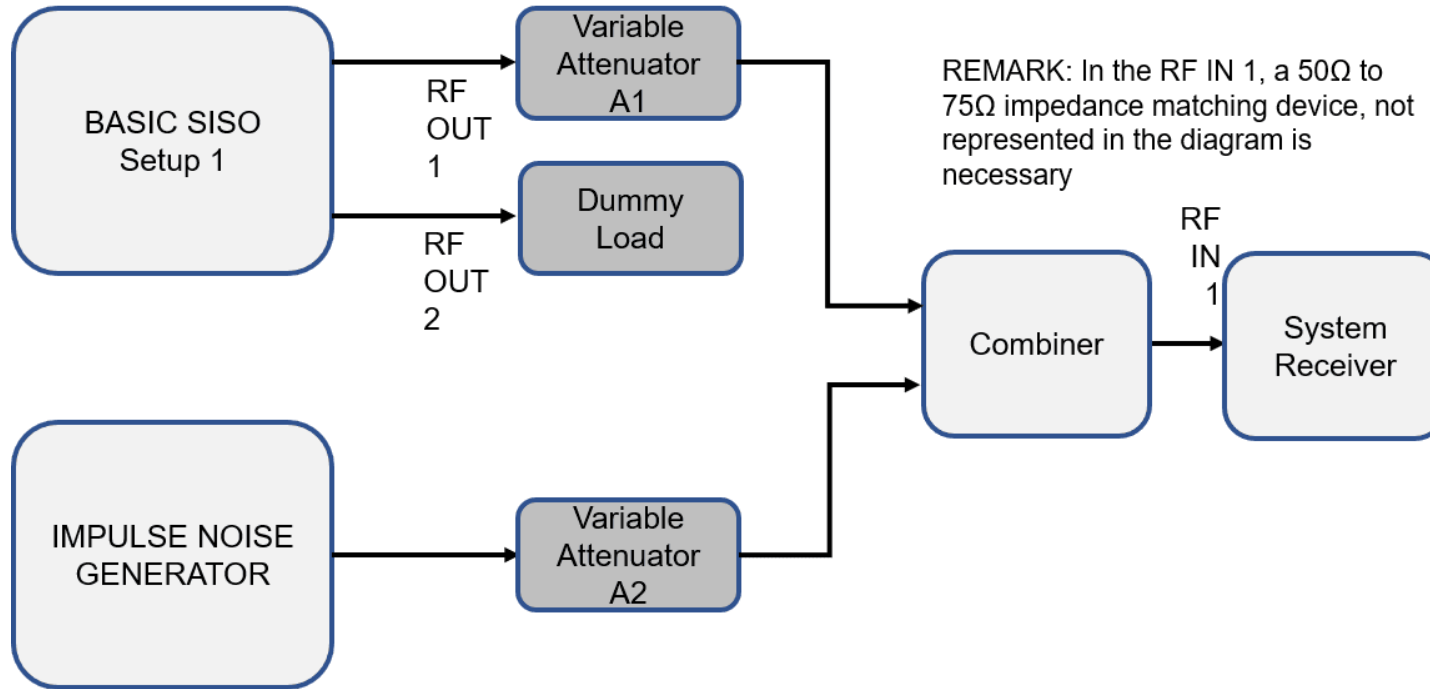 BASIC SISO
Setup 1
RF
OUT
1
RF
OUT
2
Variable
Attenuator
A1
Dummy
Load
REMARK: In the RF IN 1, a 50Ω to
75Ω impedance matching device, not
represented in the diagram is
necessary
RF
IN
1
Combiner
System
Receiver
IMPULSE NOISE
GENERATOR
Variable
Attenuator
A2